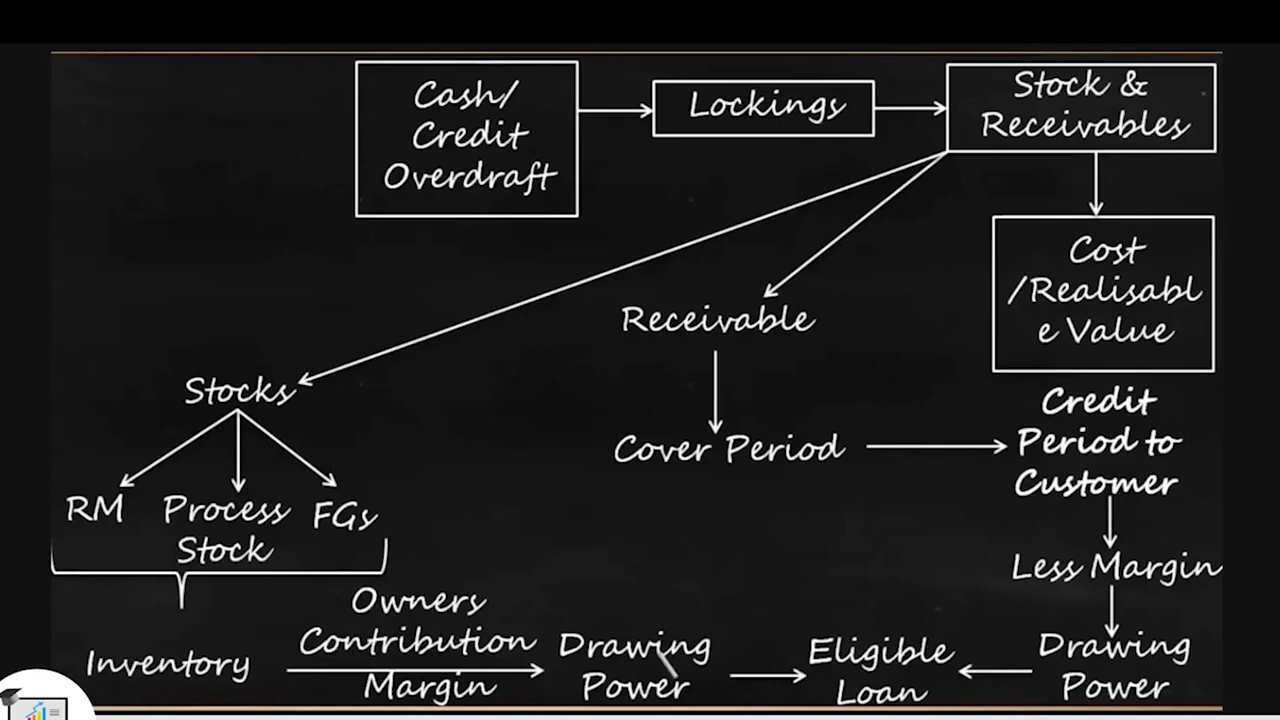 Cash/
Credit
Overdraft
Lockings
Stock &
Receivables
Cost
/Realisabl
e Value
Receivable
Stocks
Cover Period
Credit
Period to
Customer
RM
Process
Stock
FGs
Less Margin
Inventory
Owners
Contribution
Margin
Drawing
Power
Eligible
Loan
Drawing
Power